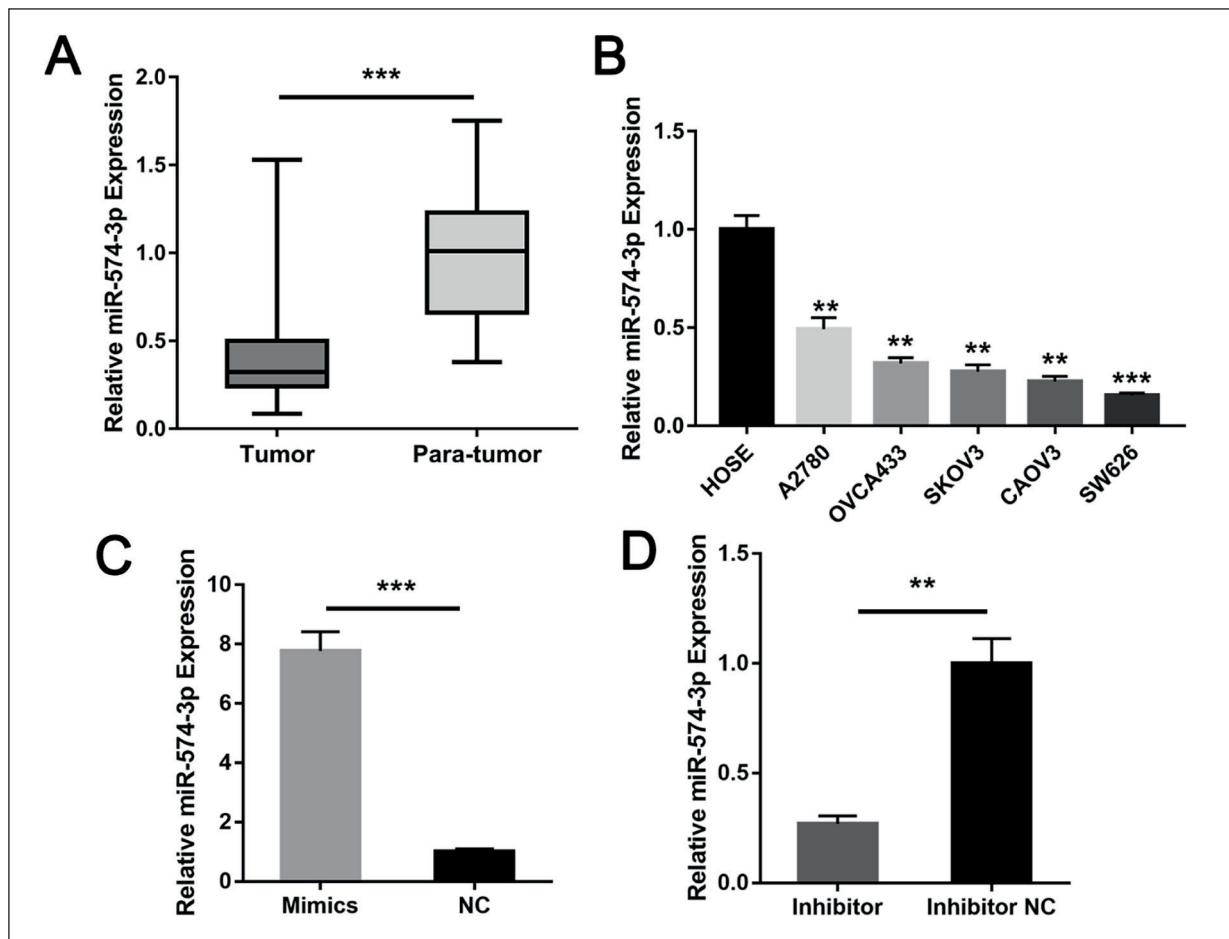 A
Relative miR-574-3p Expression
2.0
1.5
1.0
0.5
0.0
***
Tumor
Para-tumor
B
Relative miR-574-3p Expression
1.5
1.0
0.5
0.0
**
**
**
**
***
HOSE
A2780
OVCA433
SKOV3
CAOV3
SW626
C
Relative miR-574-3p Expression
10
8
6
4
2
0
***
Mimics
NC
D
Relative miR-574-3p Expression
1.5
1.0
0.5
0.0
**
Inhibitor
Inhibitor NC